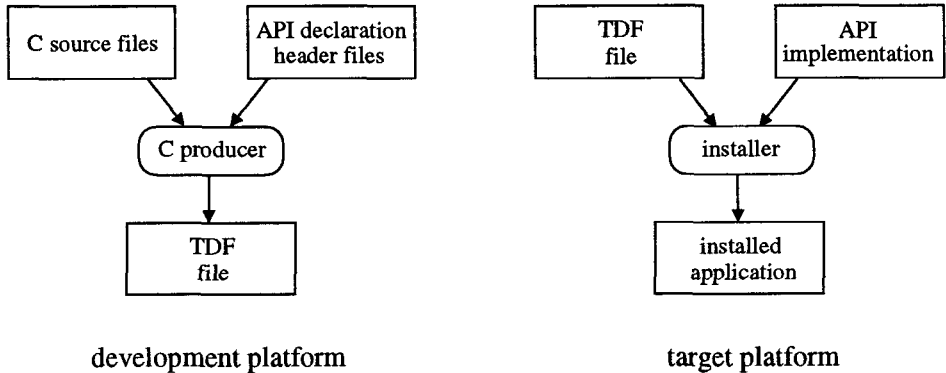 C source files
API declaration
header files
C producer
TDF
file
development platform
TDF
file
API
implementation
installer
installed
application
target platform